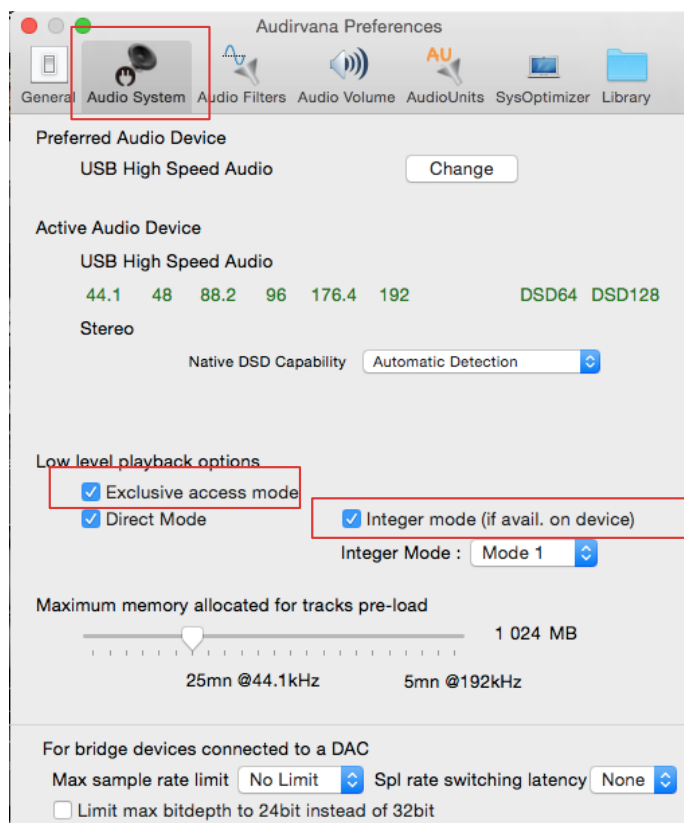 Audirvana Preferences
AU
General Audio System Audio Filters Audio Volume AudioUnits SysOptimizer Library
Preferred Audio Device
USB High Speed Audio Change
Active Audio Device
USB High Speed Audio
44.1 48 88.2 96 176.4 192 DSD64 DSD128
Stereo
Native DSD Capability Automatic Detection
Low level playback options
Exclusive access mode
Direct Mode Integer mode (if avail. on device)
Integer Mode : Mode 1
Maximum memory allocated for tracks pre-load
1 024 MB
25mn @44.1kHz 5mn @192kHz
For bridge devices connected to a DAC
Max sample rate limit No Limit Spl rate switching latency None
Limit max bitdepth to 24bit instead of 32bit